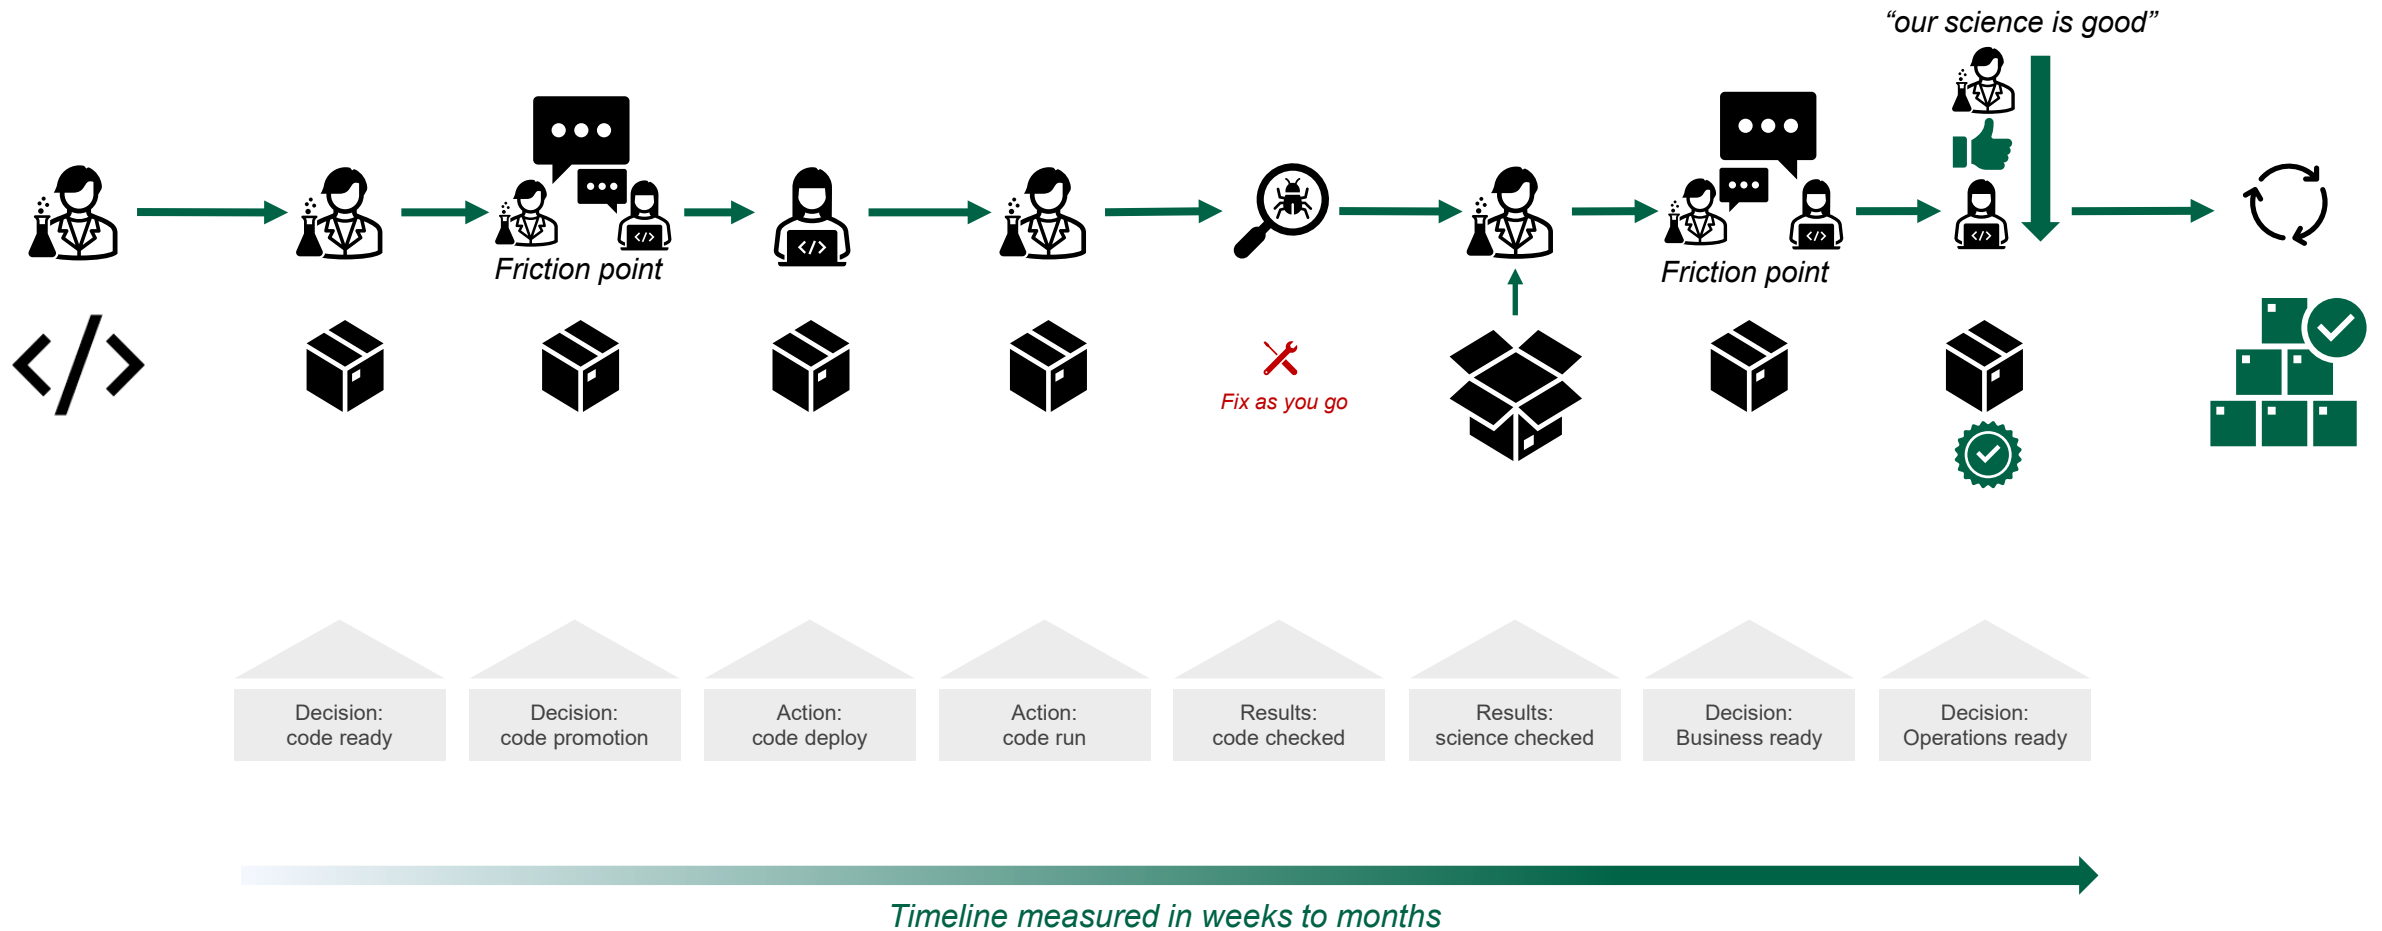 “our science is good”
Friction point
Friction point
Fix as you go
Decision:
code ready
Decision:
code promotion
Action:
code deploy
Action:
code run
Results:
code checked
Results:
science checked
Decision:
Business ready
Decision:
Operations ready
Timeline measured in weeks to months